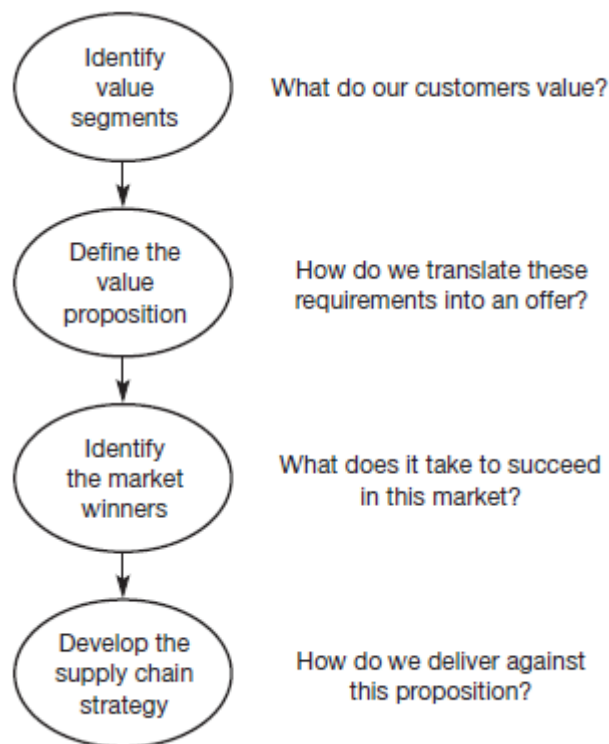 Identify
value
segments
What do our customers value?
Define the
value
proposition
How do we translate these
requirements into an offer?
Identify
the market
winners
What does it take to succeed
in this market?
Develop the
supply chain
strategy
How do we deliver against
this proposition?